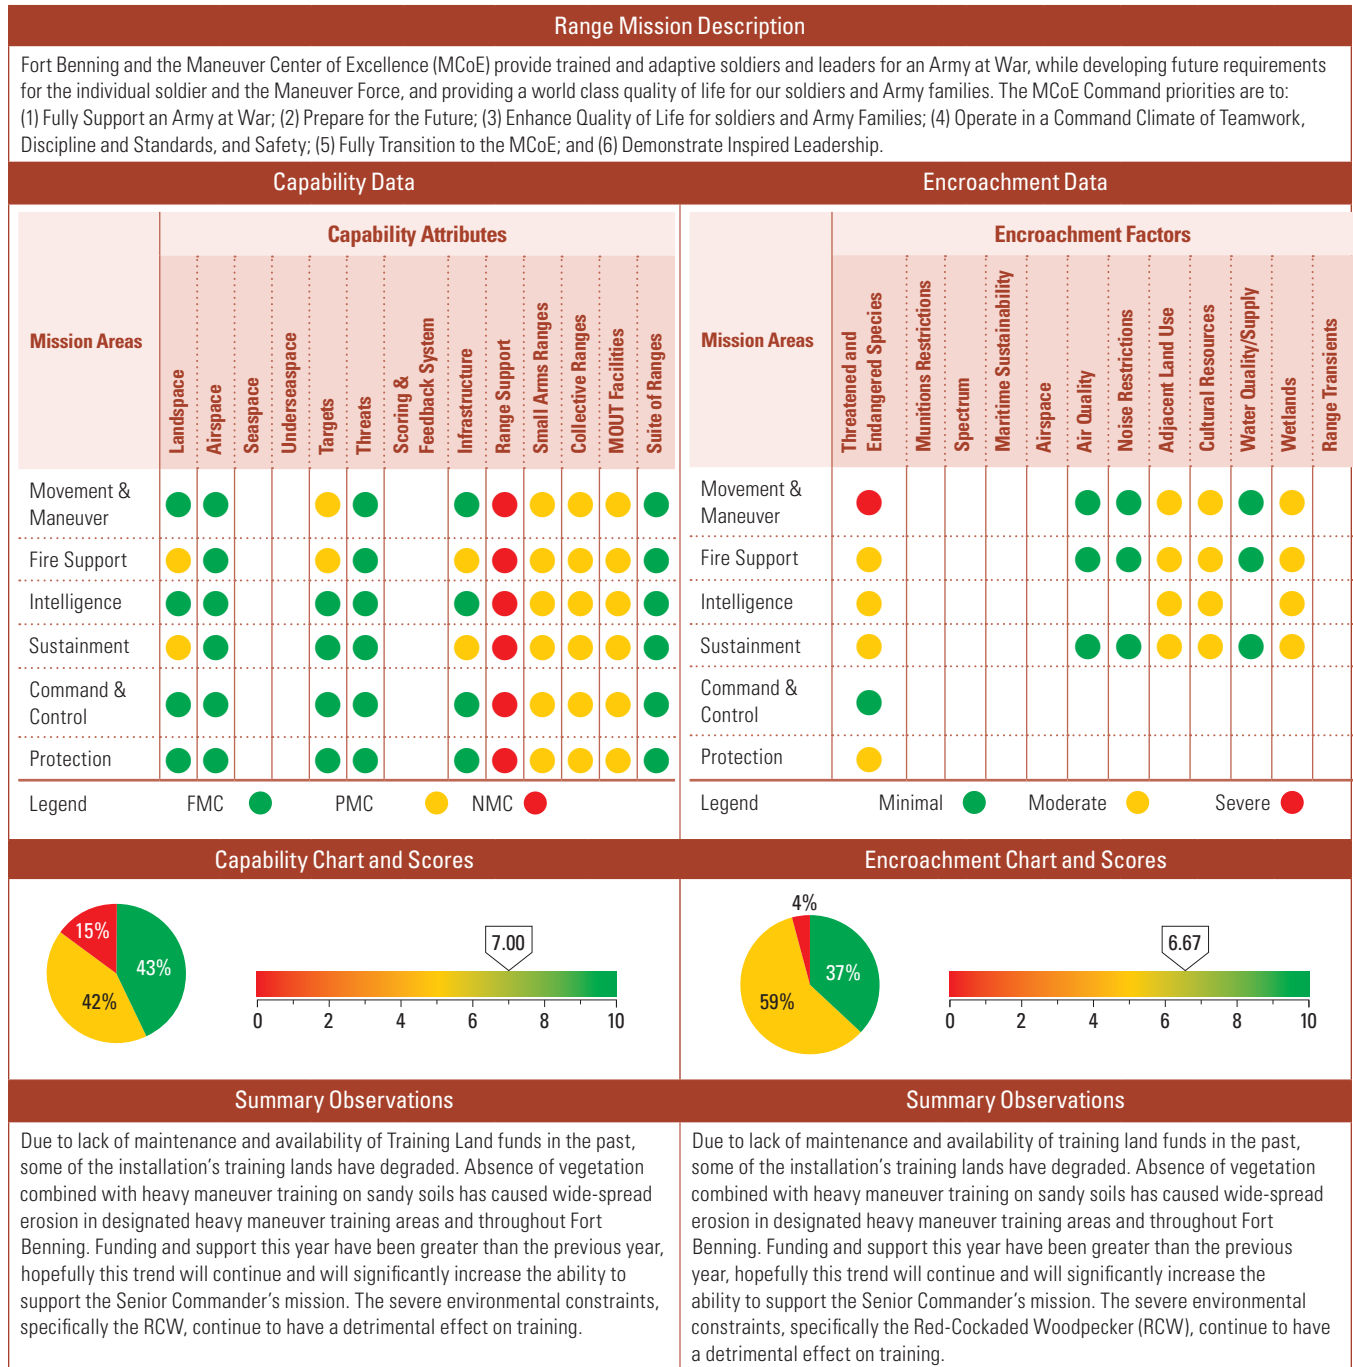 Range Mission Description
Fort Benning and the Maneuver Center of Excellence (MCoE) provide trained and adaptive soldiers and leaders for an Army at War, while developing future requirements
for the individual soldier and the Maneuver Force, and providing a world class quality of life for our soldiers and Army families. The MCoE Command priorities are to:
(1) Fully Support an Army at War; (2) Prepare for the Future; (3) Enhance Quality of Life for soldiers and Army Families; (4) Operate in a Command Climate of Teamwork,
Discipline and Standards, and Safety; (5) Fully Transition to the MCoE; and (6) Demonstrate Inspired Leadership.
Capability Data
Mission Areas
Capability Attributes
Landspace
Airspace
Seaspace
Underseaspace
Targets
Threats
Scoring &
Feedback System
Infrastructure
Range Support
Small Arms Ranges
Collective Ranges
MOUT Facilities
Suite of Ranges
Movement &
Maneuver
Fire Support
Intelligence
Sustainment
Command &
Control
Protection
Legend FMC PMC NMC
Encroachment Data
Mission Areas
Encroachment Factors
Threatened and
Endangered Species
Munitions Restrictions
Spectrum
Maritime Sustainability
Airspace
Air Quality
Noise Restrictions
Adjacent Land Use
Cultural Resources
Water Quality/Supply
Wetlands
Range Transients
Movement &
Maneuver
Fire Support
Intelligence
Sustainment
Command &
Control
Protection
Legend Minimal Moderate Severe
Capability Chart and Scores
15%
43%
42%
7.00
0 2 4 6 8 10
Encroachment Chart and Scores
4%
37%
59%
6.67
0 2 4 6 8 10
Summary Observations
Due to lack of maintenance and availability of Training Land funds in the past,
some of the installation's training lands have degraded. Absence of vegetation
combined with heavy maneuver training on sandy soils has caused wide-spread
erosion in designated heavy maneuver training areas and throughout Fort
Benning. Funding and support this year have been greater than the previous year,
hopefully this trend will continue and will significantly increase the ability to
support the Senior Commander's mission. The severe environmental constraints,
specifically the RCW, continue to have a detrimental effect on training.
Summary Observations
Due to lack of maintenance and availability of training land funds in the past,
some of the installation's training lands have degraded. Absence of vegetation
combined with heavy maneuver training on sandy soils has caused wide-spread
erosion in designated heavy maneuver training areas and throughout Fort
Benning. Funding and support this year have been greater than the previous
year, hopefully this trend will continue and will significantly increase the
ability to support the Senior Commander's mission. The severe environmental
constraints, specifically the Red-Cockaded Woodpecker (RCW), continue to have
a detrimental effect on training.